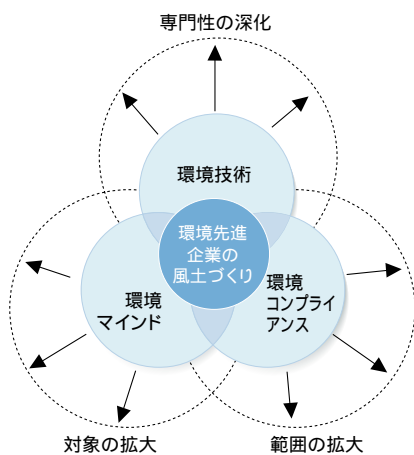 専門性の深化
環境技術
環境先進
企業の
風土づくり
環境
マインド
環境
コンプライ
アンス
対象の拡大
範囲の拡大